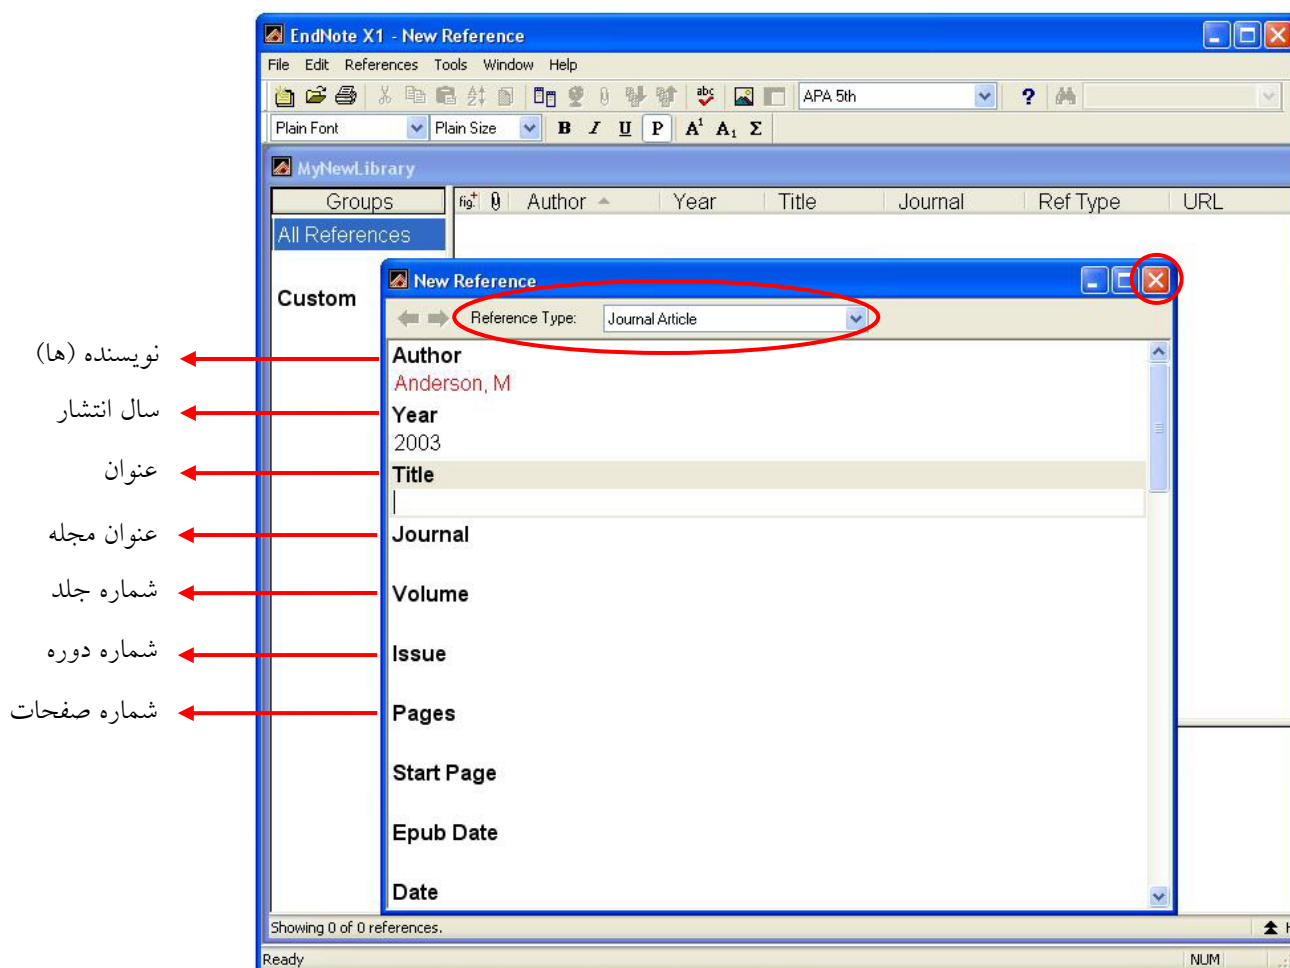 EndNote X1 - New Reference
File Edit References Tools Window Help
abc APA 5th ?
Plain Font Plain Size B I U P A¹ A₁ Σ
MyNewLibrary
Groups fig. Author Year Title Journal Ref Type URL
All References
Custom
New Reference
Reference Type: Journal Article
نویسنده (ها)
Author
Anderson, M
سال انتشار
Year
2003
عنوان
Title
عنوان مجله
Journal
شماره جلد
Volume
شماره دوره
Issue
شماره صفحات
Pages
Start Page
Epub Date
Date
Showing 0 of 0 references. H
Ready NUM